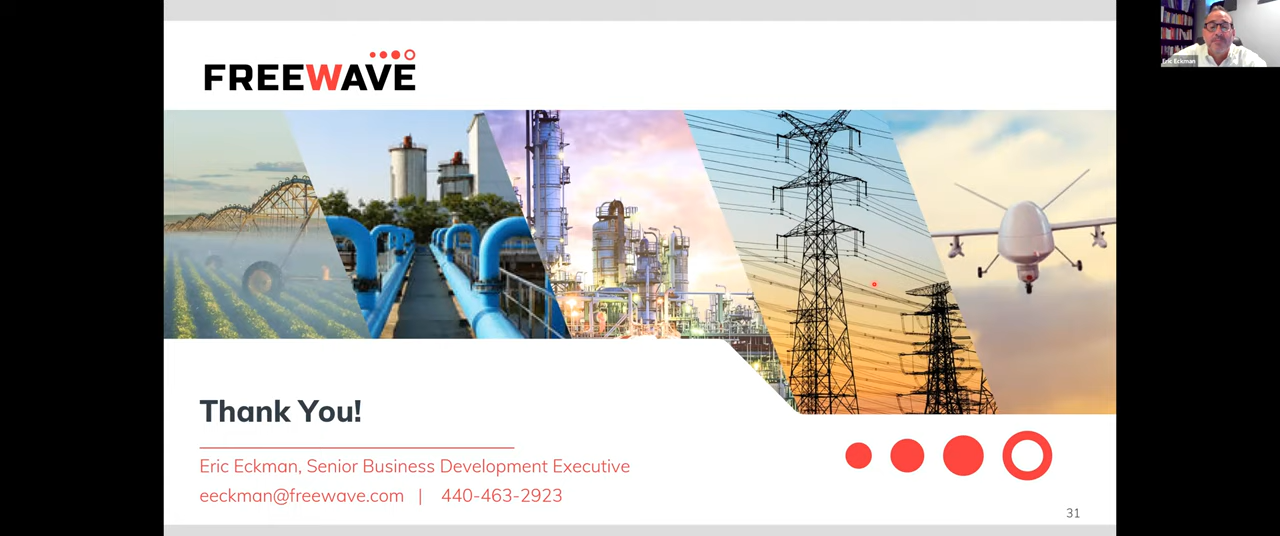 FREEWAVE
Eric Eckman
Thank You!
Eric Eckman, Senior Business Development Executive
eeckman@freewave.com | 440-463-2923
31